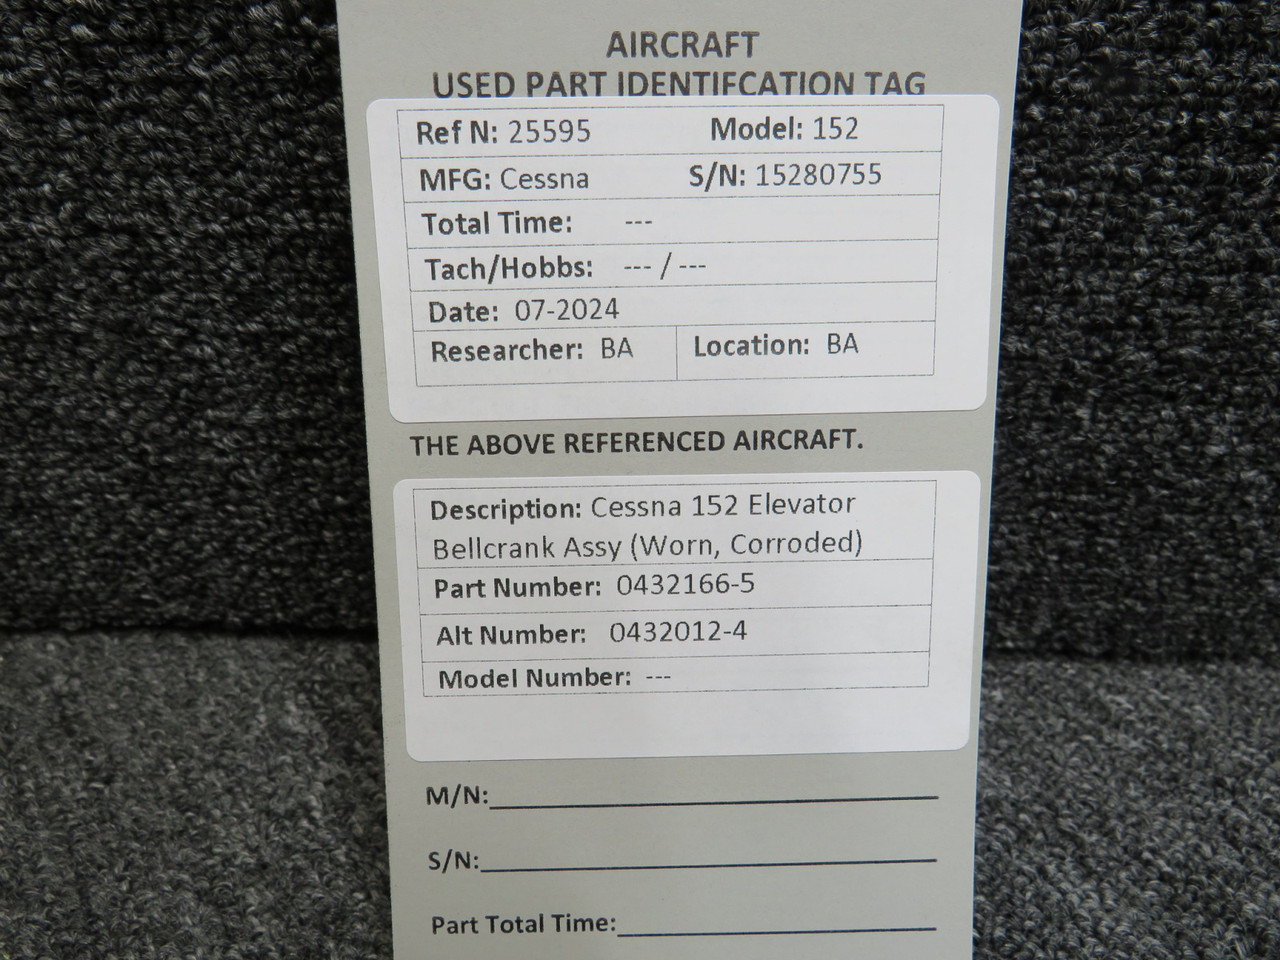 AIRCRAFT
USED PART IDENTIFCATION TAG
Ref N: 25595 Model: 152
MFG: Cessna S/N: 15280755
Total Time: ---
Tach/Hobbs: --- / ---
Date: 07-2024
Researcher: BA Location: BA
THE ABOVE REFERENCED AIRCRAFT.
Description: Cessna 152 Elevator
Bellcrank Assy (Worn, Corroded)
Part Number: 0432166-5
Alt Number: 0432012-4
Model Number: ---
M/N:
S/N:
Part Total Time: